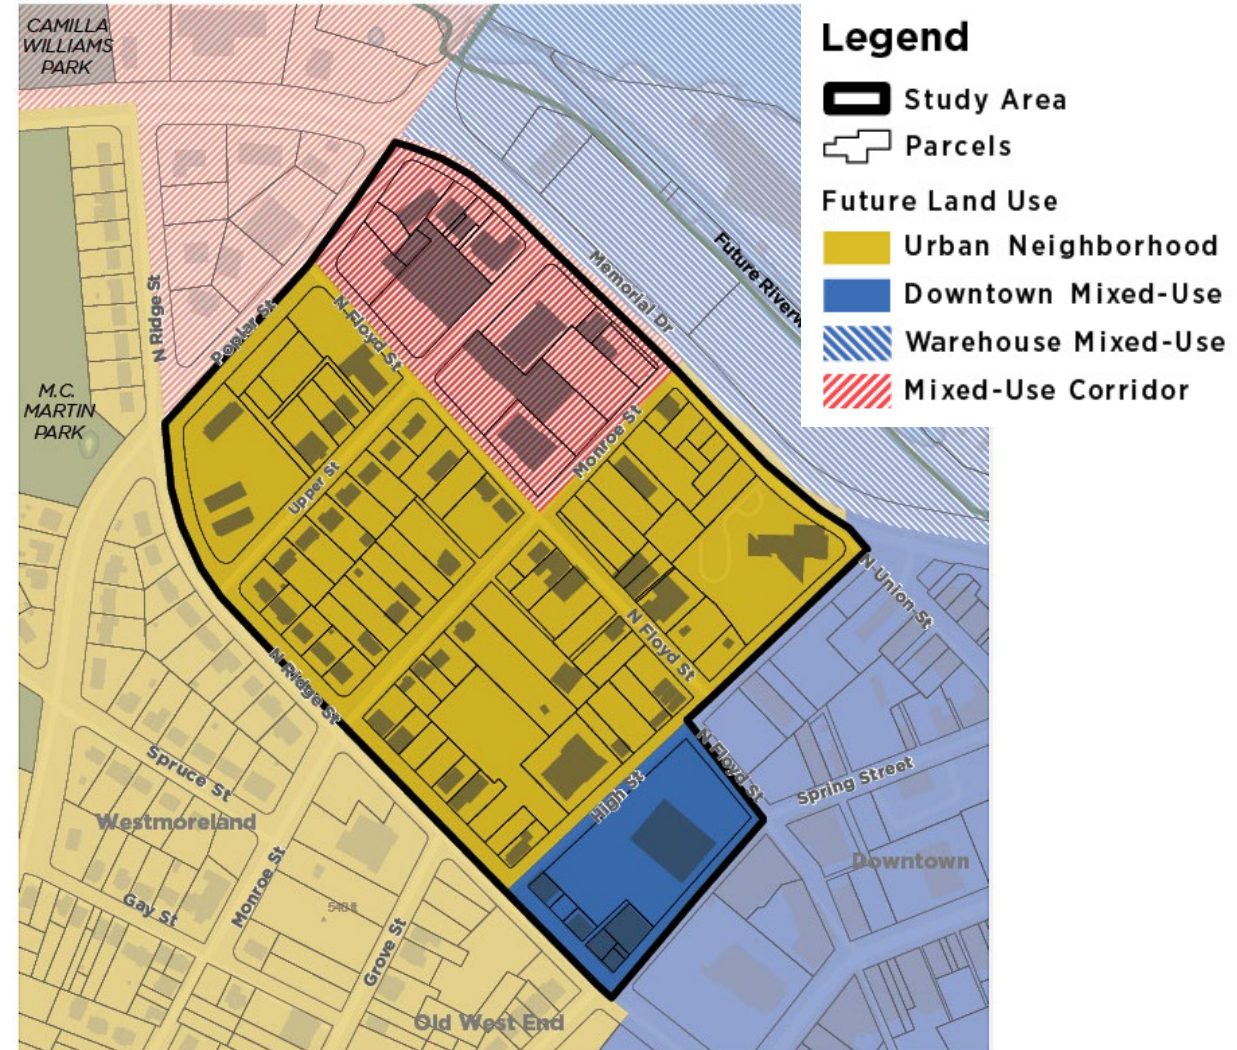 CAMILLA
WILLIAMS
PARK
Legend
Study Area
Parcels
Future Land Use
Urban Neighborhood
Downtown Mixed-Use
Warehouse Mixed-Use
Mixed-Use Corridor
Future Riverw
Memorial Dr
N Ridge St
Poplar St
N Floyd St
M.C.
MARTIN
PARK
Monroe St
Upper St
N Union St
N Floyd St
N Ridge St
N Floyd St
Spring Street
High St
Spruce St
Westmoreland
Downtown
Monroe St
Gay St
540 ft
Grove St
Old West End